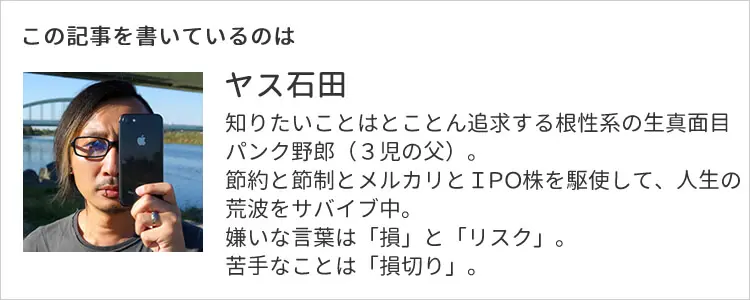 この記事を書いているのは
ヤス石田
知りたいことはとことん追求する根性系の生真面目
パンク野郎（３児の父）。
節約と節制とメルカリとＩＰＯ株を駆使して、人生の
荒波をサバイブ中。
嫌いな言葉は「損」と「リスク」。
苦手なことは「損切り」。